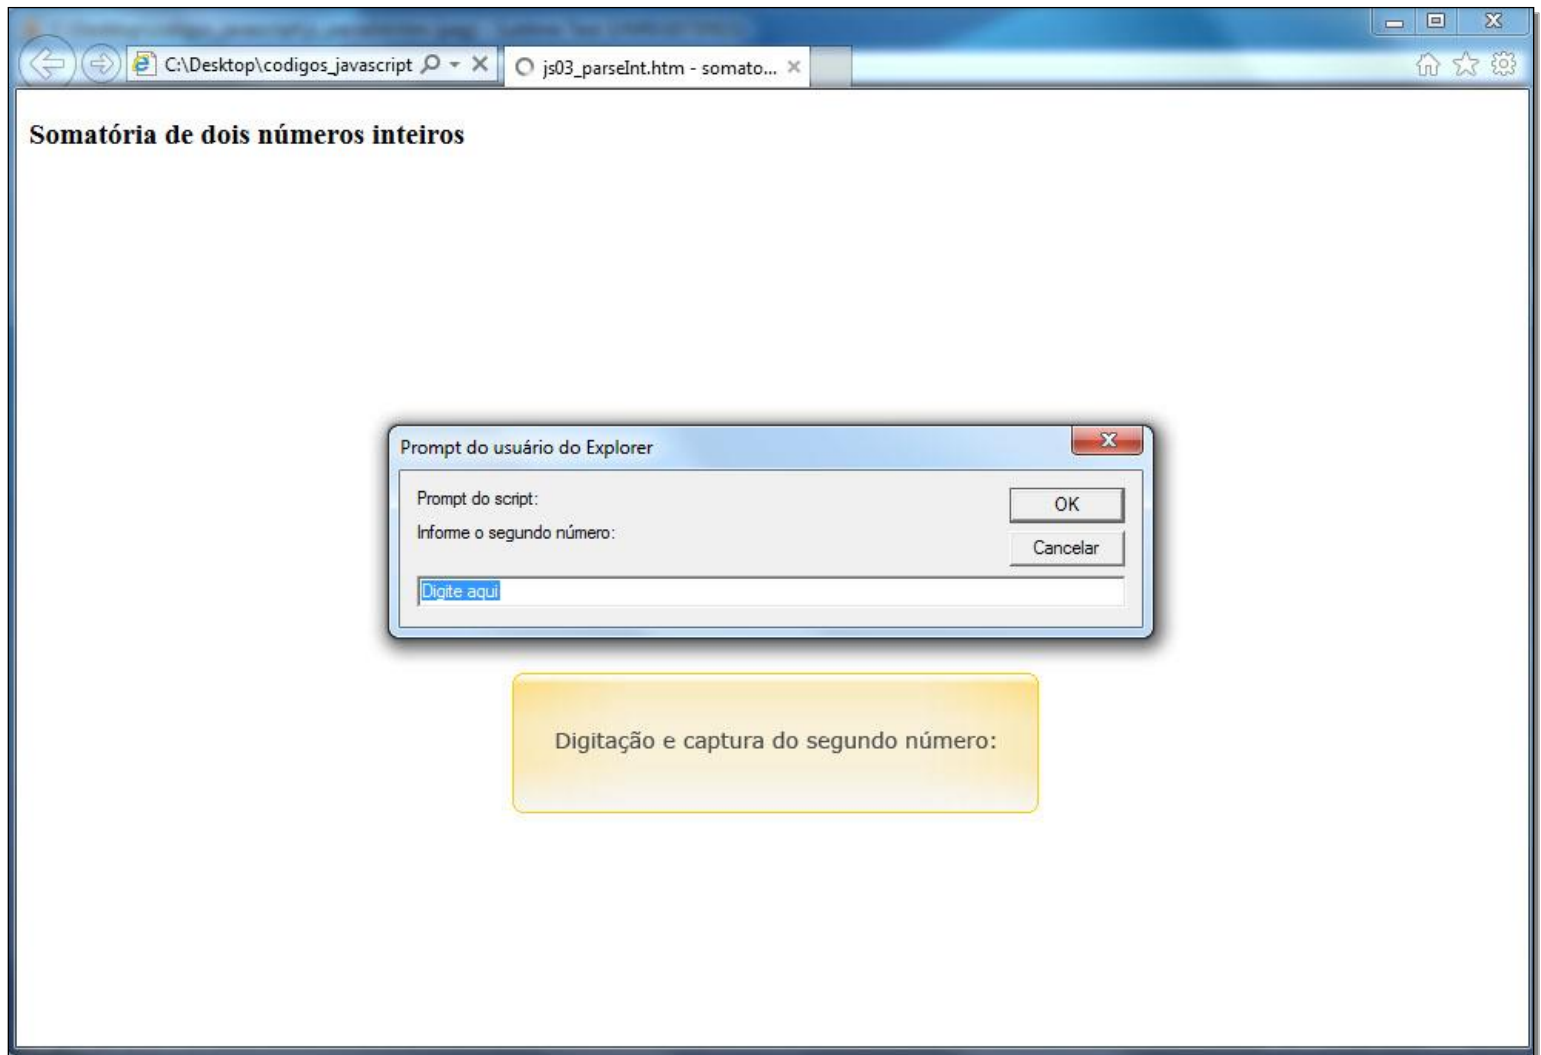 C:\Desktop\codigos_javascript
js03_parseInt.htm - somato...
Somatória de dois números inteiros
Prompt do usuário do Explorer
Prompt do script:
OK
Informe o segundo número:
Cancelar
Digite aqui
Digitação e captura do segundo número: